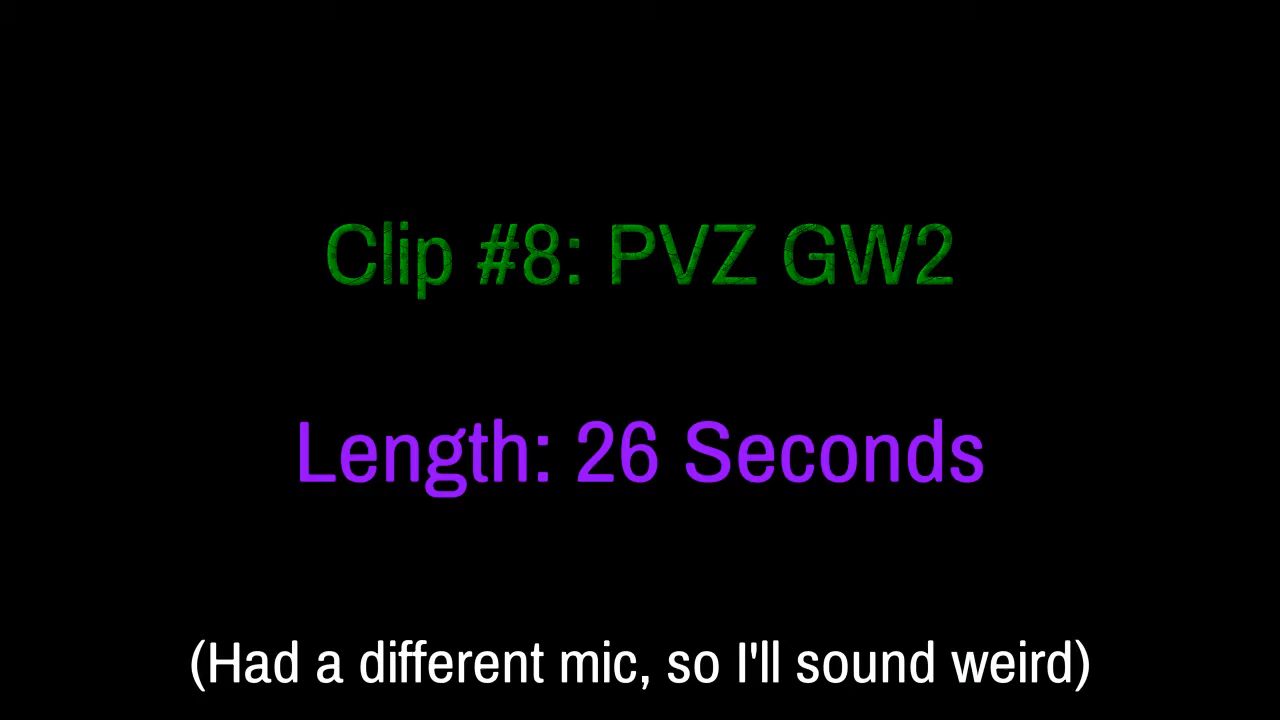 Clip #8: PVZ GW2
Length: 26 Seconds
(Had a different mic, so I'll sound weird)